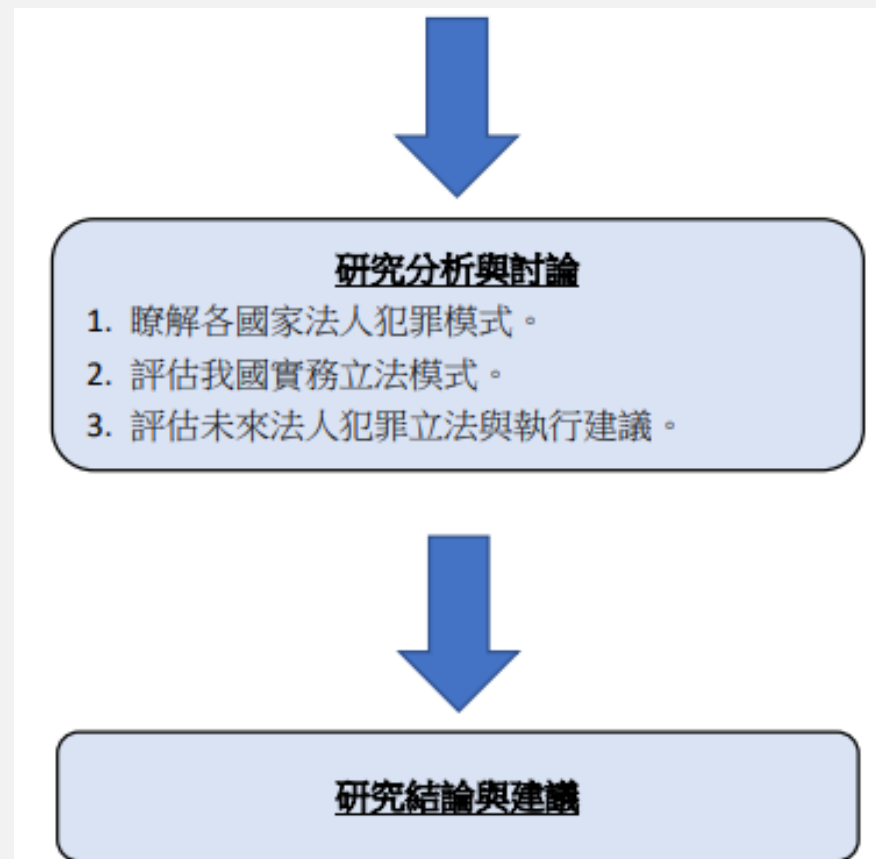 研究分析與討論
1. 瞭解各國家法人犯罪模式。
2. 評估我國實務立法模式。
3. 評估未來法人犯罪立法與執行建議。
研究結論與建議